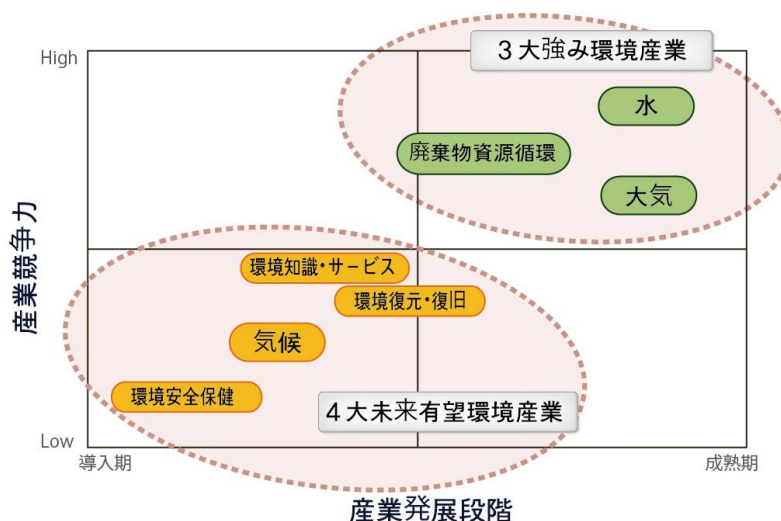 3大強み環境産業
High
水
廃棄物資源循環
大気
産業競争力
環境知識・サービス
環境復元・復旧
気候
環境安全保健
4大未来有望環境産業
Low
導入期
成熟期
産業発展段階